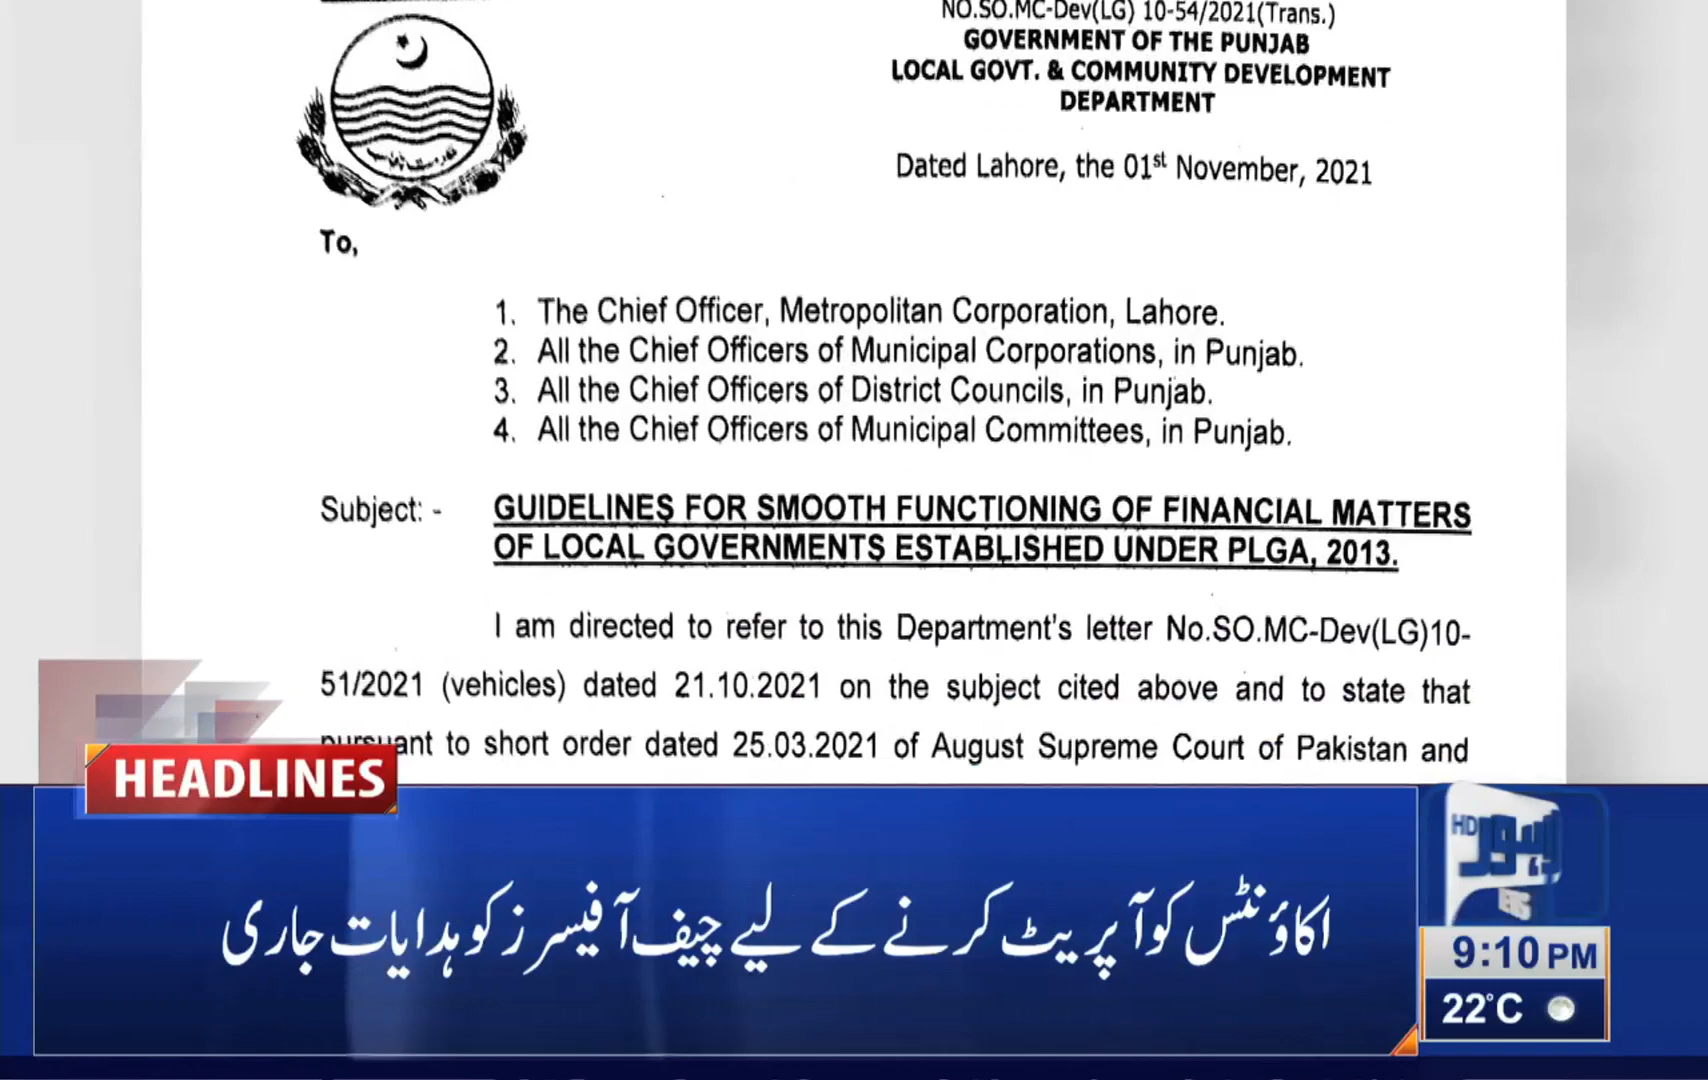 NO.SO.MC-Dev(LG) 10-54/2021(Trans.)
GOVERNMENT OF THE PUNJAB
LOCAL GOVT. & COMMUNITY DEVELOPMENT
DEPARTMENT
Dated Lahore, the 01st November, 2021
To,
1. The Chief Officer, Metropolitan Corporation, Lahore.
2. All the Chief Officers of Municipal Corporations, in Punjab.
3. All the Chief Officers of District Councils, in Punjab.
4. All the Chief Officers of Municipal Committees, in Punjab.
Subject: - GUIDELINES FOR SMOOTH FUNCTIONING OF FINANCIAL MATTERS
OF LOCAL GOVERNMENTS ESTABLISHED UNDER PLGA, 2013.
I am directed to refer to this Department's letter No.SO.MC-Dev(LG)10-
51/2021 (vehicles) dated 21.10.2021 on the subject cited above and to state that
pursuant to short order dated 25.03.2021 of August Supreme Court of Pakistan and
HEADLINES
اکاؤنٹس کو آپریٹ کرنے کے لیے چیف آفیسرز کو ہدایات جاری
HD
9:10 PM
22°C